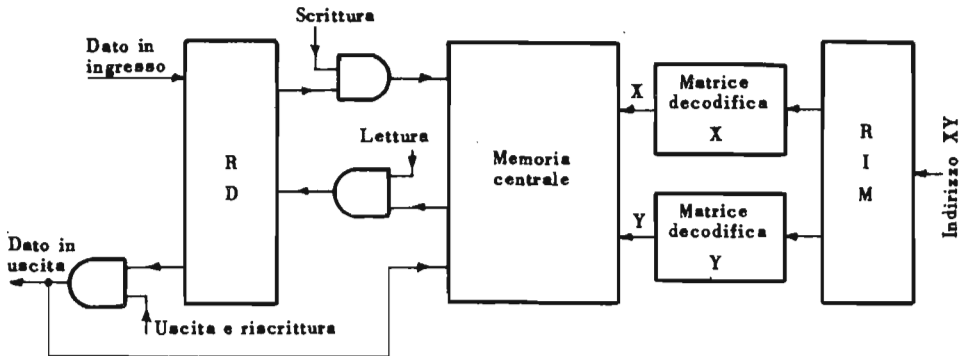 Scrittura
Dato in
ingresso
R
D
Lettura
Memoria
centrale
X
Matrice
decodifica
X
Y
Matrice
decodifica
Y
R
I
M
Indirizzo XY
Dato in
uscita
Uscita e riscrittura